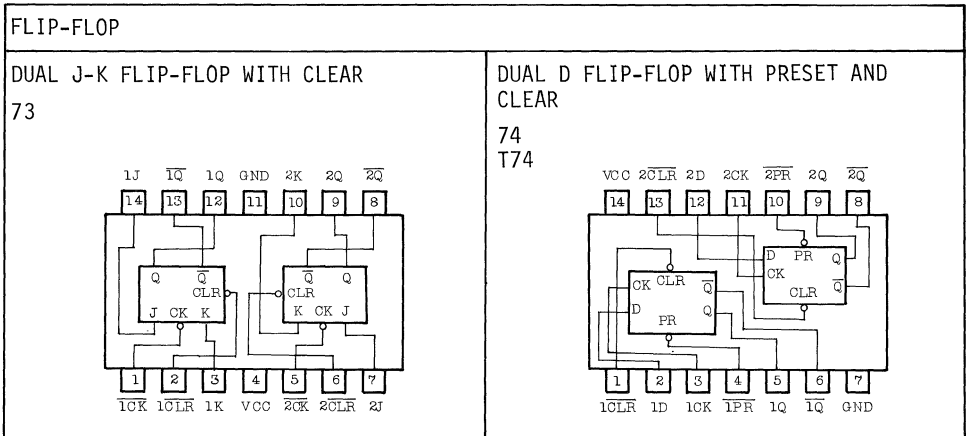 FLIP-FLOP
DUAL J-K FLIP-FLOP WITH CLEAR
73
1J 1Q̅ 1Q GND 2K 2Q 2Q̅
14 13 12 11 10 9 8
Q Q̅ Q̅ Q
CLR CLR
J CK K K CK J
1 2 3 4 5 6 7
1C̅K̅ 1C̅L̅R̅ 1K VCC 2C̅K̅ 2C̅L̅R̅ 2J
DUAL D FLIP-FLOP WITH PRESET AND
CLEAR
74
T74
VCC 2C̅L̅R̅ 2D 2CK 2P̅R̅ 2Q 2Q̅
14 13 12 11 10 9 8
D PR Q
CK
CLR Q̅
CK CLR Q̅
D Q
PR
1 2 3 4 5 6 7
1C̅L̅R̅ 1D 1CK 1P̅R̅ 1Q 1Q̅ GND